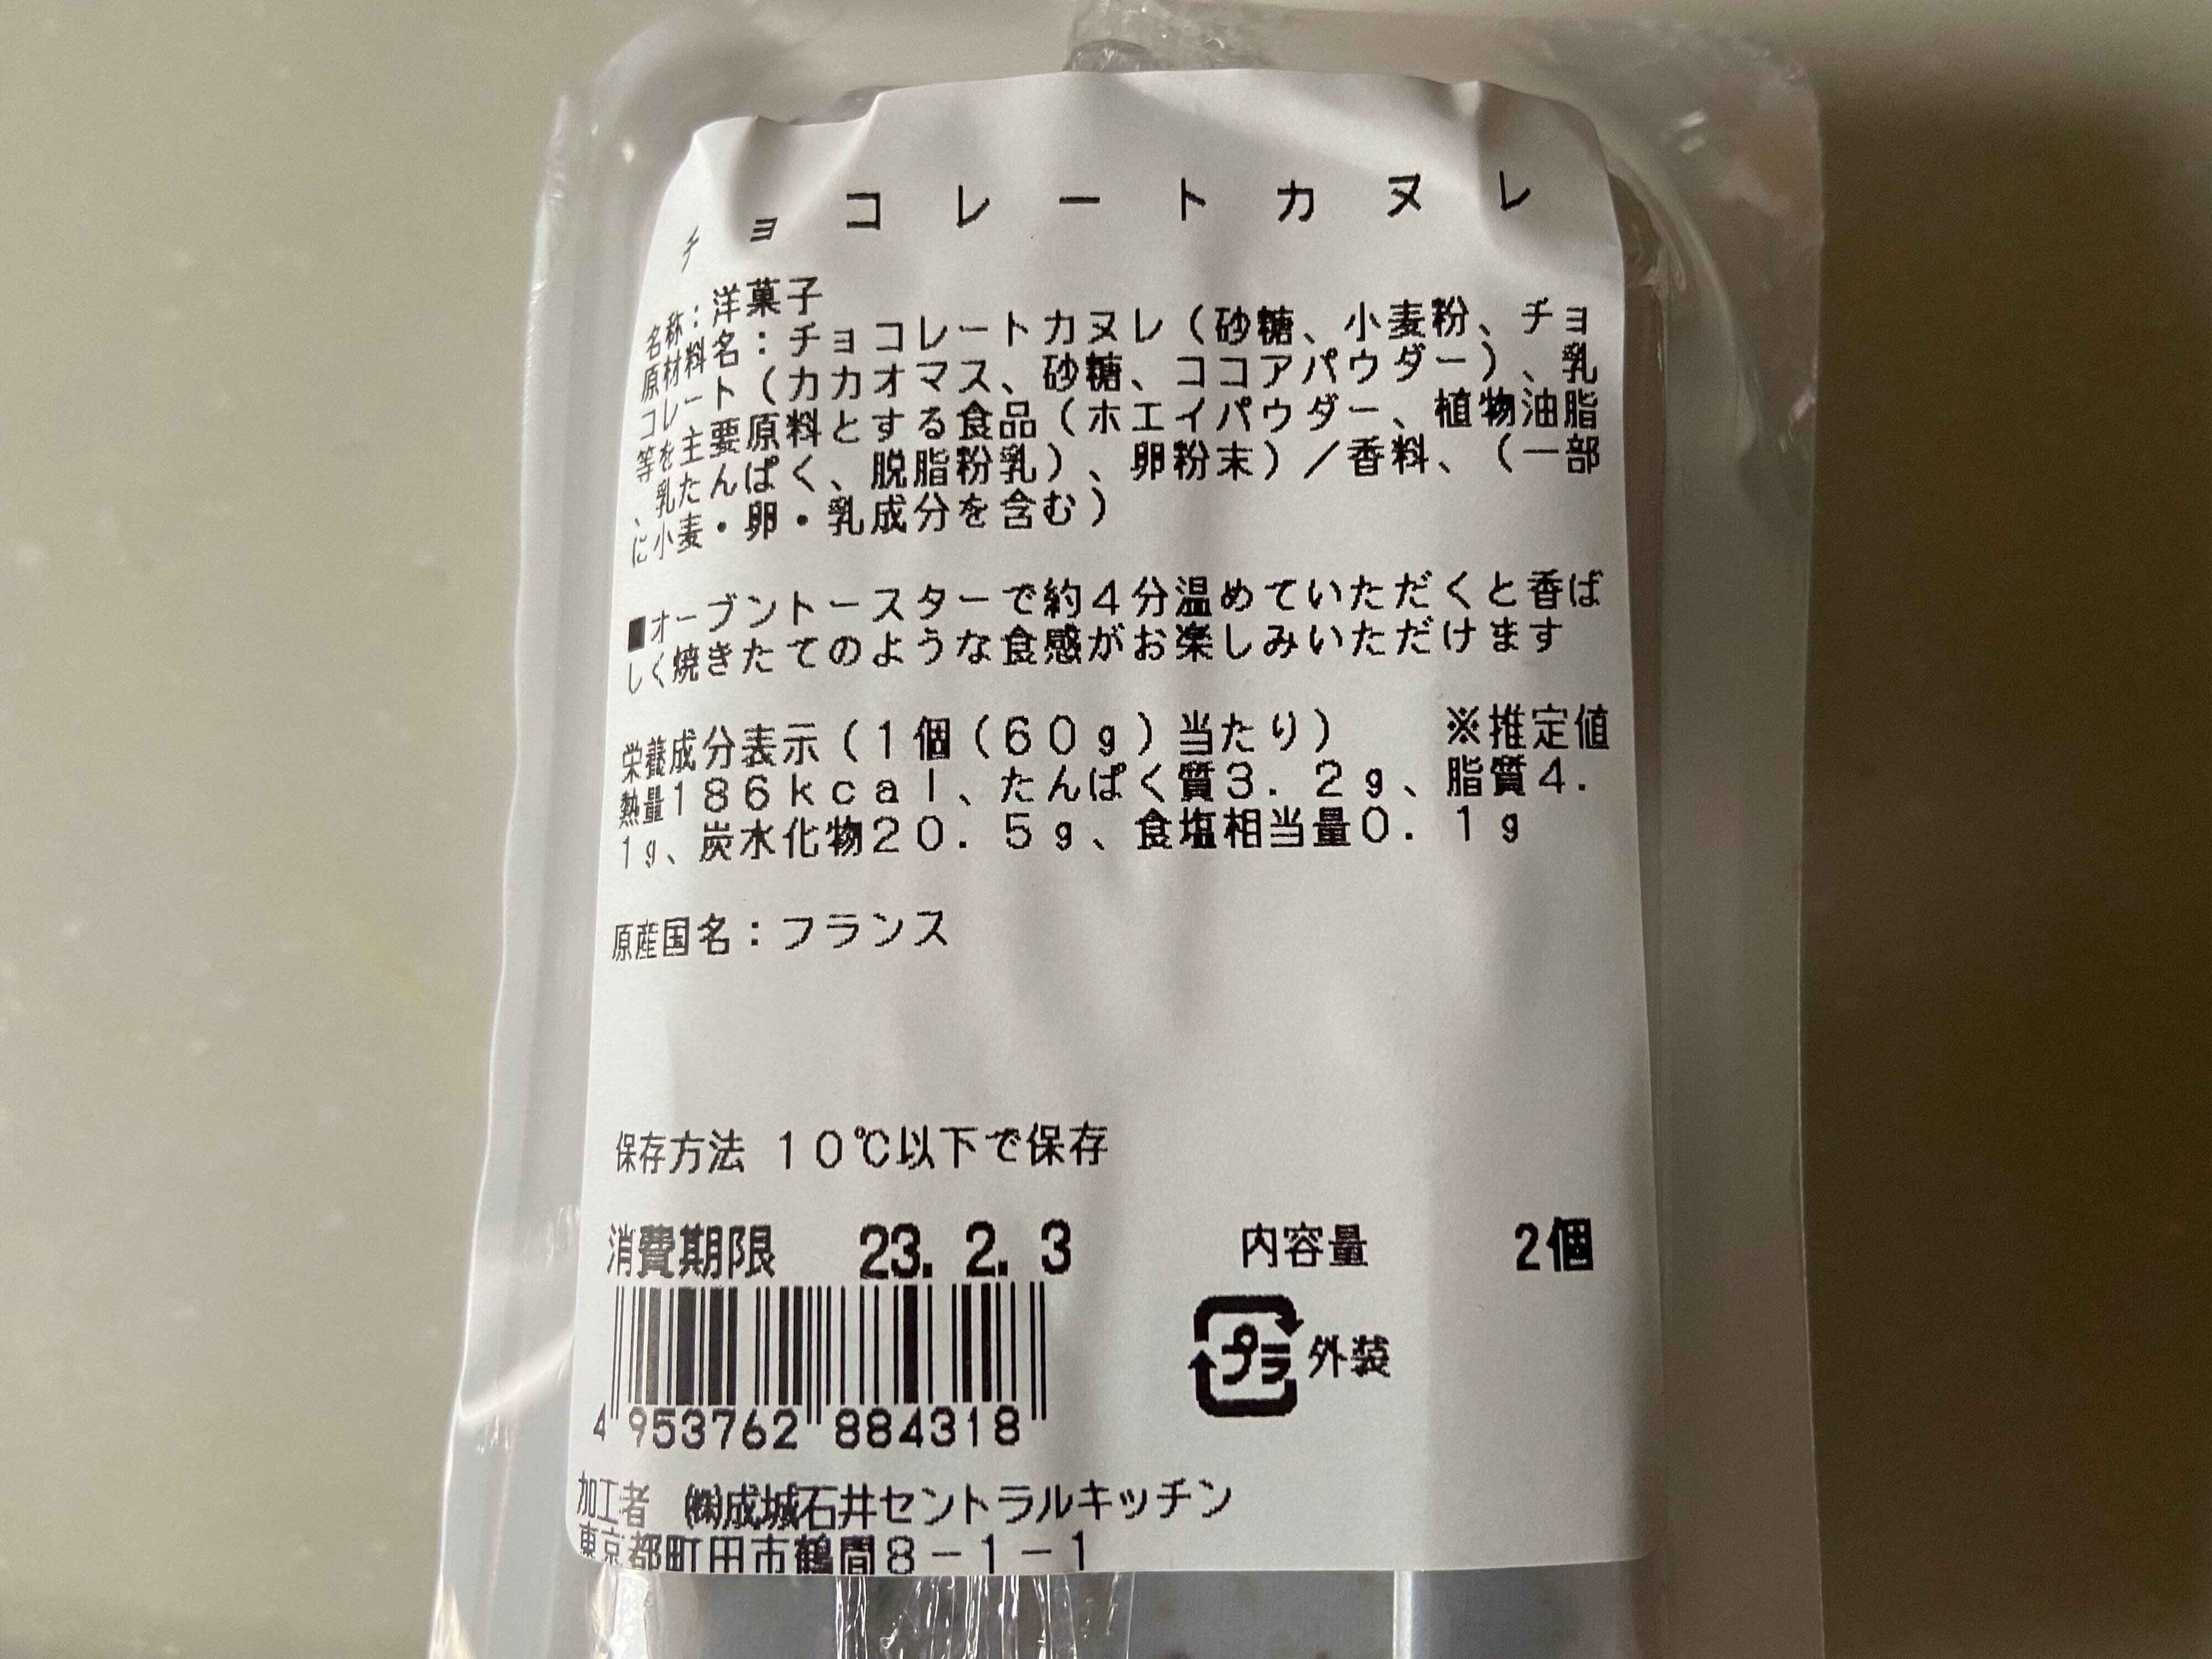 チョコレートカヌレ
名称：洋菓子
原材料名：チョコレートカヌレ（砂糖、小麦粉、チョ
コレート（カカオマス、砂糖、ココアパウダー）、乳
等を主要原料とする食品（ホエイパウダー、植物油脂
、乳たんぱく、脱脂粉乳）、卵粉末）／香料、（一部
に小麦・卵・乳成分を含む）
■オーブントースターで約４分温めていただくと香ば
しく焼きたてのような食感がお楽しみいただけます
栄養成分表示（１個（６０ｇ）当たり）　※推定値
熱量１８６ｋｃａｌ、たんぱく質３．２ｇ、脂質４．
１ｇ、炭水化物２０．５ｇ、食塩相当量０．１ｇ
原産国名：フランス
保存方法 １０℃以下で保存
消費期限 23. 2. 3 内容量 2個
プラ 外装
4 953762 884318
加工者 ㈱成城石井セントラルキッチン
東京都町田市鶴間８－１－１